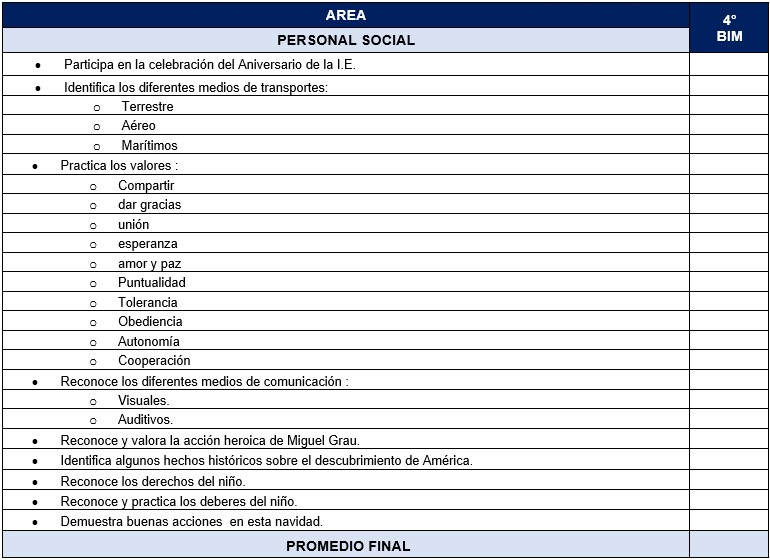 AREA
4°
BIM
PERSONAL SOCIAL
• Participa en la celebración del Aniversario de la I.E.
• Identifica los diferentes medios de transportes:
o Terrestre
o Aéreo
o Marítimos
• Practica los valores :
o Compartir
o dar gracias
o unión
o esperanza
o amor y paz
o Puntualidad
o Tolerancia
o Obediencia
o Autonomía
o Cooperación
• Reconoce los diferentes medios de comunicación :
o Visuales.
o Auditivos.
• Reconoce y valora la acción heroica de Miguel Grau.
• Identifica algunos hechos históricos sobre el descubrimiento de América.
• Reconoce los derechos del niño.
• Reconoce y practica los deberes del niño.
• Demuestra buenas acciones  en esta navidad.
PROMEDIO FINAL